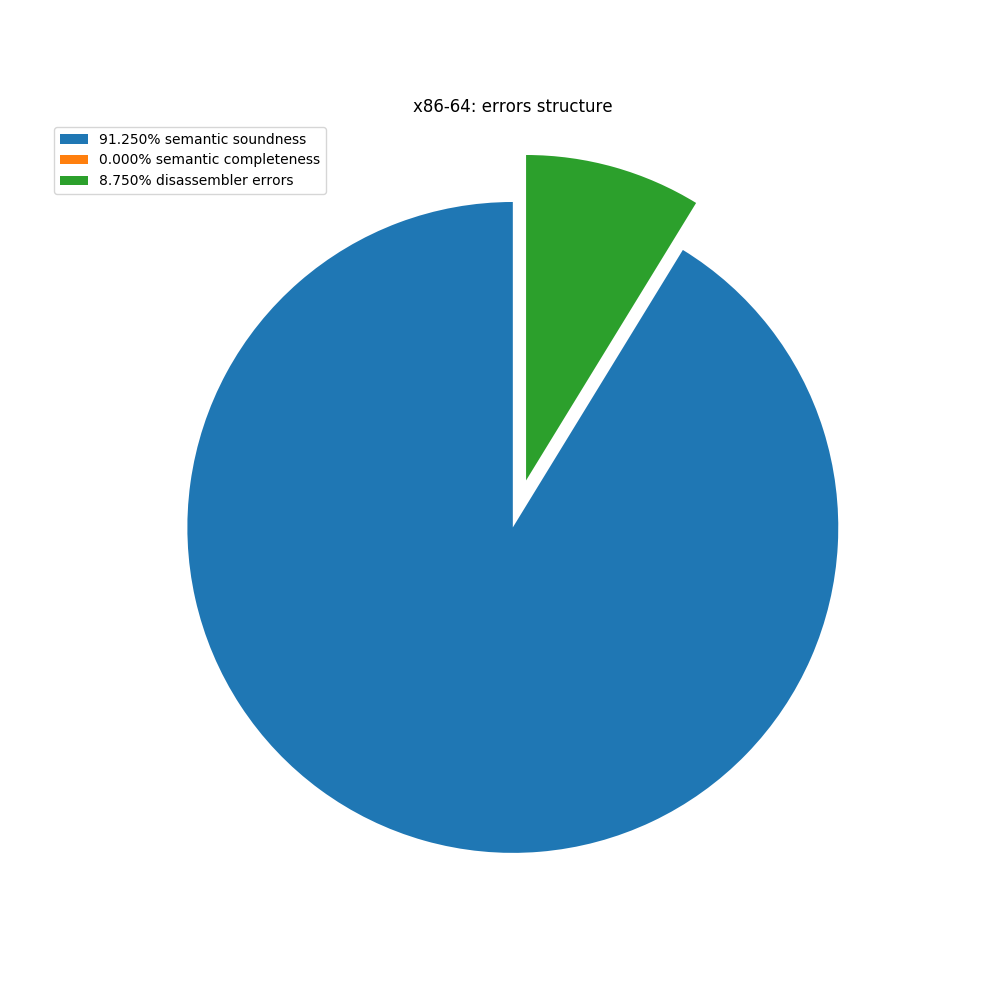 x86-64: errors structure
91.250% semantic soundness
0.000% semantic completeness
8.750% disassembler errors